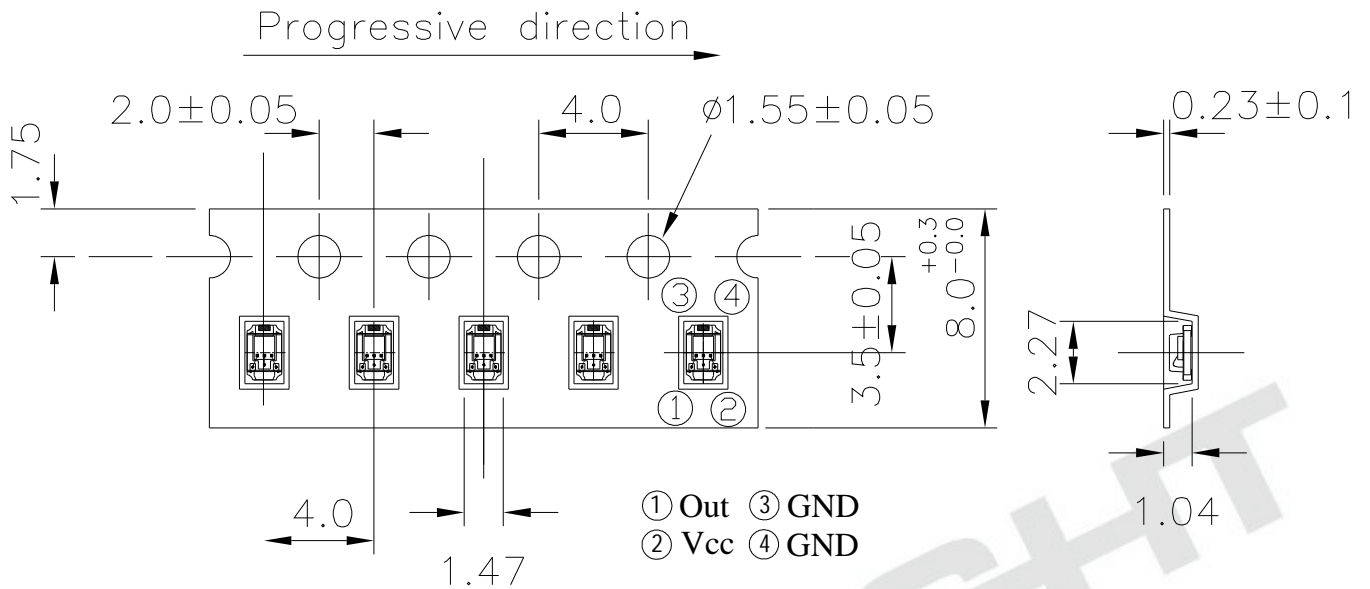 Progressive direction
2.0±0.05
4.0
ø1.55±0.05
0.23±0.1
1.75
3.5±0.05
8.0 +0.3 -0.0
2.27
③ ④
① ②
4.0
1.47
1.04
① Out ③ GND
② Vcc ④ GND
GHT